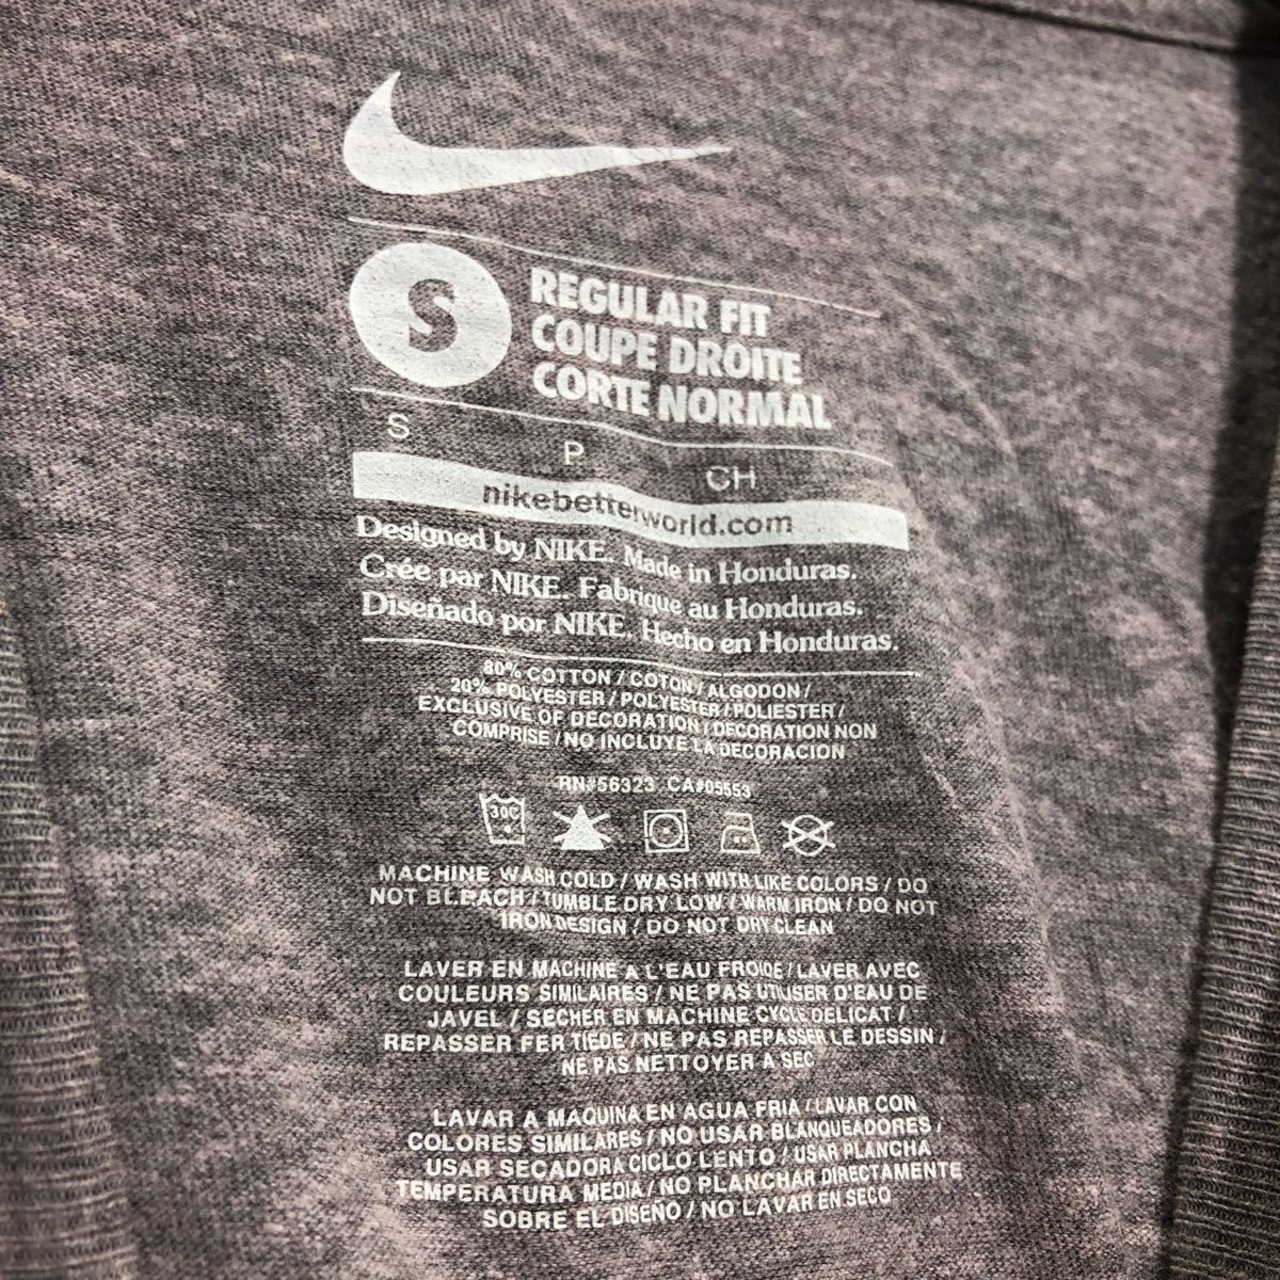 S
REGULAR FIT
COUPE DROITE
CORTE NORMAL
S P CH
nikebetterworld.com
Designed by NIKE. Made in Honduras.
Crée par NIKE. Fabrique au Honduras.
Diseñado por NIKE. Hecho en Honduras.
80% COTTON / COTON / ALGODON /
20% POLYESTER / POLYESTER / POLIESTER /
EXCLUSIVE OF DECORATION / DECORATION NON
COMPRISE / NO INCLUYE LA DECORACION
RN#56323 CA#05553
30C
MACHINE WASH COLD / WASH WITH LIKE COLORS / DO
NOT BLEACH / TUMBLE DRY LOW / WARM IRON / DO NOT
IRON DESIGN / DO NOT DRY CLEAN
LAVER EN MACHINE A L'EAU FROIDE / LAVER AVEC
COULEURS SIMILAIRES / NE PAS UTILISER D'EAU DE
JAVEL / SECHER EN MACHINE CYCLE DELICAT /
REPASSER FER TIEDE / NE PAS REPASSER LE DESSIN /
NE PAS NETTOYER A SEC
LAVAR A MAQUINA EN AGUA FRIA / LAVAR CON
COLORES SIMILARES / NO USAR BLANQUEADORES /
USAR SECADORA CICLO LENTO / USAR PLANCHA
TEMPERATURA MEDIA / NO PLANCHAR DIRECTAMENTE
SOBRE EL DISEÑO / NO LAVAR EN SECO